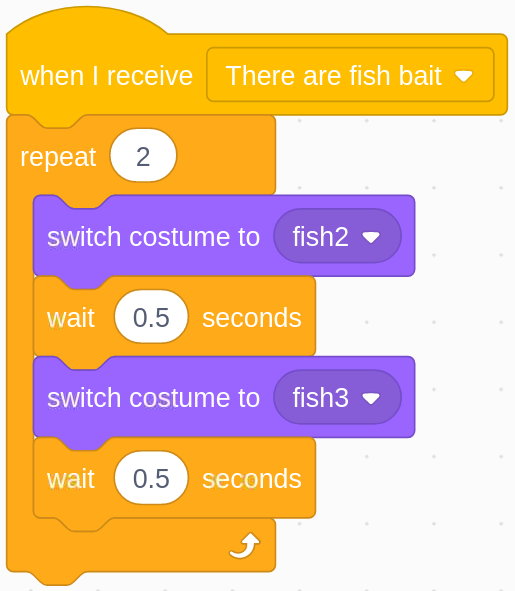 when I receive There are fish bait
repeat 2
switch costume to fish2
wait 0.5 seconds
switch costume to fish3
wait 0.5 seconds